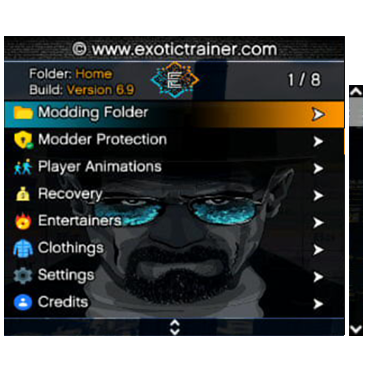 © www.exotictrainer.com
Folder: Home
Build: Version 6.9
E
1 / 8
Modding Folder
Modder Protection
Player Animations
Recovery
Entertainers
Clothings
Settings
Credits